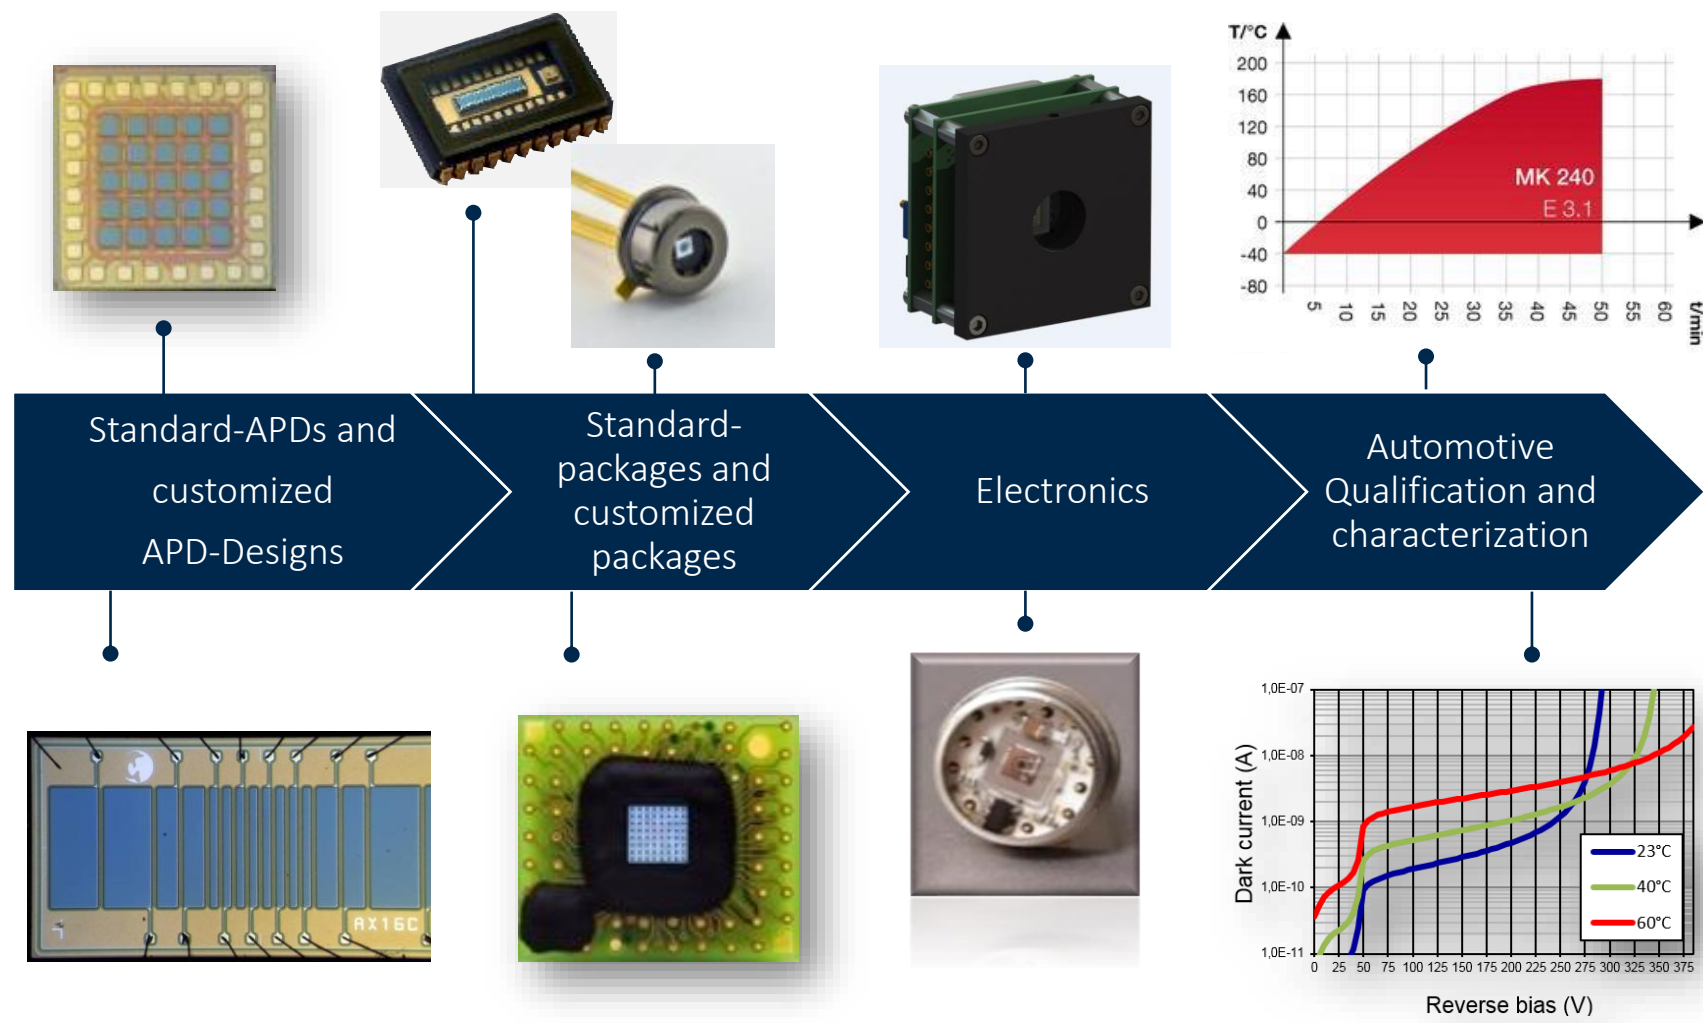 T/°C
200
160
120
80
40
0
-40
-80
MK 240
E 3.1
5 10 15 20 25 30 35 40 45 50 55 60 t/min
Standard-APDs and
customized
APD-Designs
Standard-
packages and
customized
packages
Electronics
Automotive
Qualification and
characterization
AX16C
1,0E-07
1,0E-08
1,0E-09
1,0E-10
1,0E-11
Dark current (A)
23°C
40°C
60°C
0 25 50 75 100 125 150 175 200 225 250 275 300 325 350 375
Reverse bias (V)